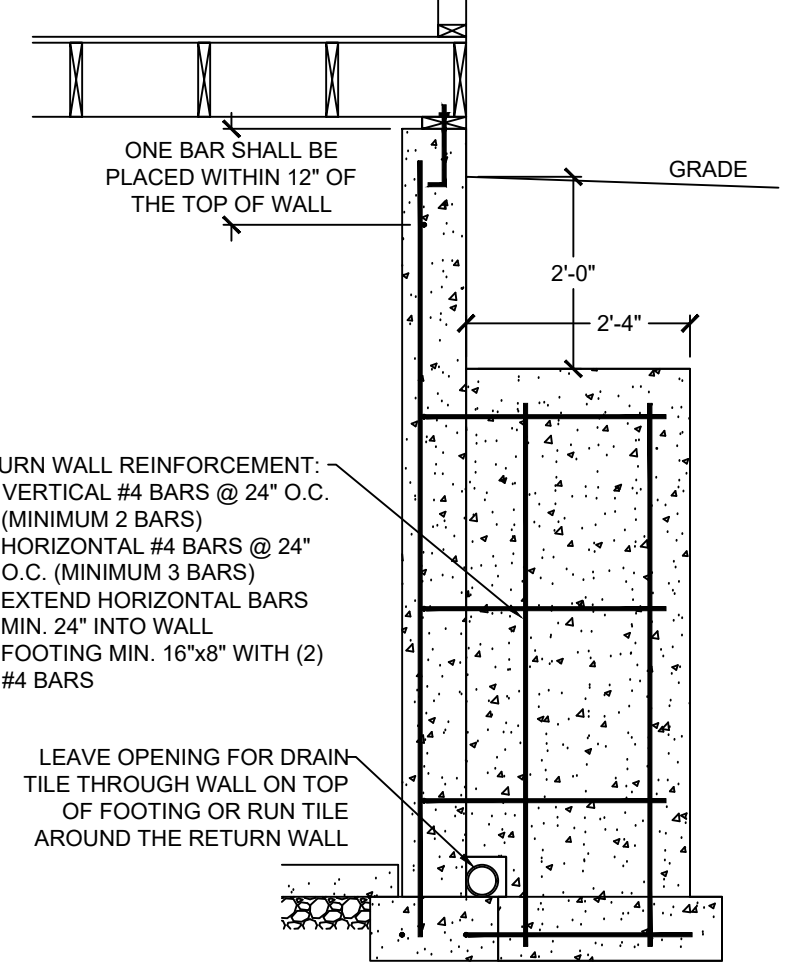 ONE BAR SHALL BE
PLACED WITHIN 12" OF
THE TOP OF WALL
GRADE
2'-0"
2'-4"
URN WALL REINFORCEMENT:
VERTICAL #4 BARS @ 24" O.C.
(MINIMUM 2 BARS)
HORIZONTAL #4 BARS @ 24"
O.C. (MINIMUM 3 BARS)
EXTEND HORIZONTAL BARS
MIN. 24" INTO WALL
FOOTING MIN. 16"x8" WITH (2)
#4 BARS
LEAVE OPENING FOR DRAIN
TILE THROUGH WALL ON TOP
OF FOOTING OR RUN TILE
AROUND THE RETURN WALL